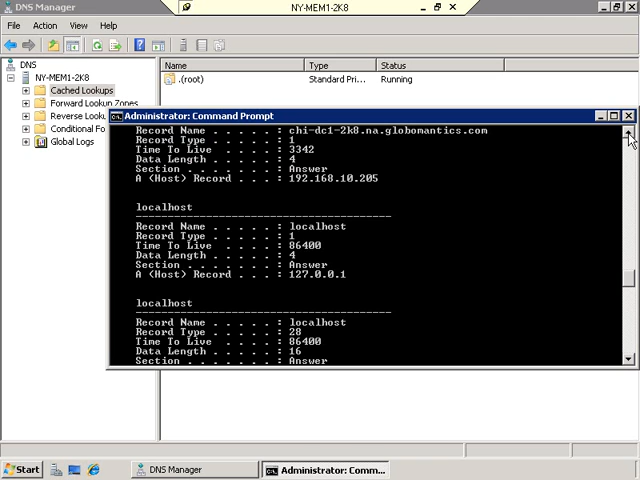 DNS Manager
NY-MEM1-2K8
File Action View Help
DNS
NY-MEM1-2K8
Cached Lookups
Forward Lookup Zones
Reverse Looku
Conditional Fo
Global Logs
Name Type Status
.(root) Standard Pri... Running
Administrator: Command Prompt
Record Name . . . . . : chi-dc1-2k8.na.globomantics.com
Record Type . . . . . : 1
Time To Live  . . . . : 3342
Data Length . . . . . : 4
Section . . . . . . . : Answer
A (Host) Record . . . : 192.168.10.205
localhost
----------------------------------------
Record Name . . . . . : localhost
Record Type . . . . . : 1
Time To Live  . . . . : 86400
Data Length . . . . . : 4
Section . . . . . . . : Answer
A (Host) Record . . . : 127.0.0.1
localhost
----------------------------------------
Record Name . . . . . : localhost
Record Type . . . . . : 28
Time To Live  . . . . : 86400
Data Length . . . . . : 16
Section . . . . . . . : Answer
Start DNS Manager Administrator: Comm...